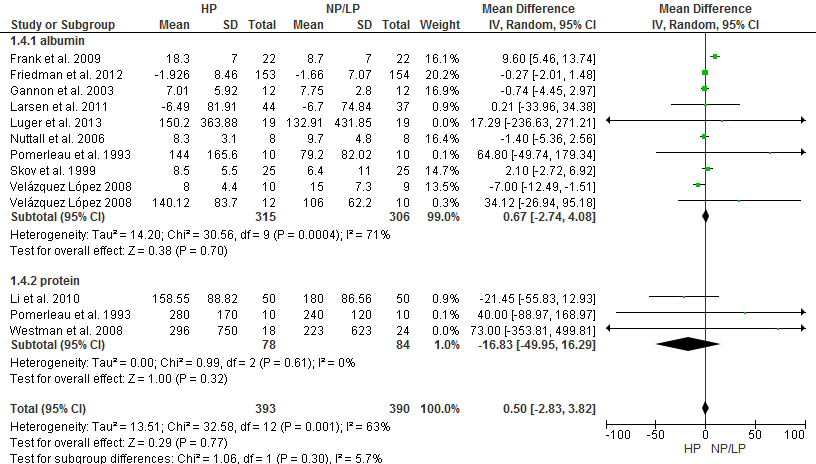 HP NP/LP Mean Difference Mean Difference
Study or Subgroup Mean SD Total Mean SD Total Weight IV, Random, 95% CI IV, Random, 95% CI
1.4.1 albumin
Frank et al. 2009 18.3 7 22 8.7 7 22 16.1% 9.60 [5.46, 13.74]
Friedman et al. 2012 -1.926 8.46 153 -1.66 7.07 154 20.2% -0.27 [-2.01, 1.48]
Gannon et al. 2003 7.01 5.92 12 7.75 2.8 12 17.0% -0.74 [-4.45, 2.97]
Larsen et al. 2011 -6.49 81.91 44 -6.7 74.84 37 0.9% 0.21 [-33.96, 34.38]
Luger et al. 2013 150.2 363.88 19 132.91 431.85 19 0.0% 17.29 [-236.63, 271.21]
Nuttall et al. 2006 8.3 3.1 8 9.7 4.8 8 16.6% -1.40 [-5.36, 2.56]
Pomerleau et al. 1993 144 165.6 10 79.2 82.02 10 0.1% 64.80 [-49.74, 179.34]
Skov et al. 1999 8.5 5.5 25 6.4 11 25 14.7% 2.10 [-2.72, 6.92]
Velázquez López 2008 8 4.4 10 15 7.3 9 13.2% -7.00 [-12.49, -1.51]
Velázquez López 2008 140.12 83.7 12 106 62.2 10 0.3% 34.12 [-26.94, 95.18]
Subtotal (95% CI) 315 306 99.0% 0.67 [-2.74, 4.08]
Heterogeneity: Tau² = 14.20; Chi² = 30.56, df = 9 (P = 0.0004); I² = 71%
Test for overall effect: Z = 0.38 (P = 0.70)
1.4.2 protein
Li et al. 2010 158.55 88.82 50 180 86.56 50 0.9% -21.45 [-55.83, 12.93]
Pomerleau et al. 1993 280 170 10 240 120 10 0.1% 40.00 [-88.97, 168.97]
Westman et al. 2008 296 750 18 223 623 24 0.0% 73.00 [-353.81, 499.81]
Subtotal (95% CI) 78 84 1.0% -16.83 [-49.95, 16.29]
Heterogeneity: Tau² = 0.00; Chi² = 0.99, df = 2 (P = 0.61); I² = 0%
Test for overall effect: Z = 1.00 (P = 0.32)
Total (95% CI) 393 390 100.0% 0.50 [-2.83, 3.82]
Heterogeneity: Tau² = 13.51; Chi² = 32.58, df = 12 (P = 0.001); I² = 63%
Test for overall effect: Z = 0.29 (P = 0.77)
Test for subgroup differences: Chi² = 1.06, df = 1 (P = 0.30), I² = 5.7%
-100 -50 0 50 100
HP NP/LP